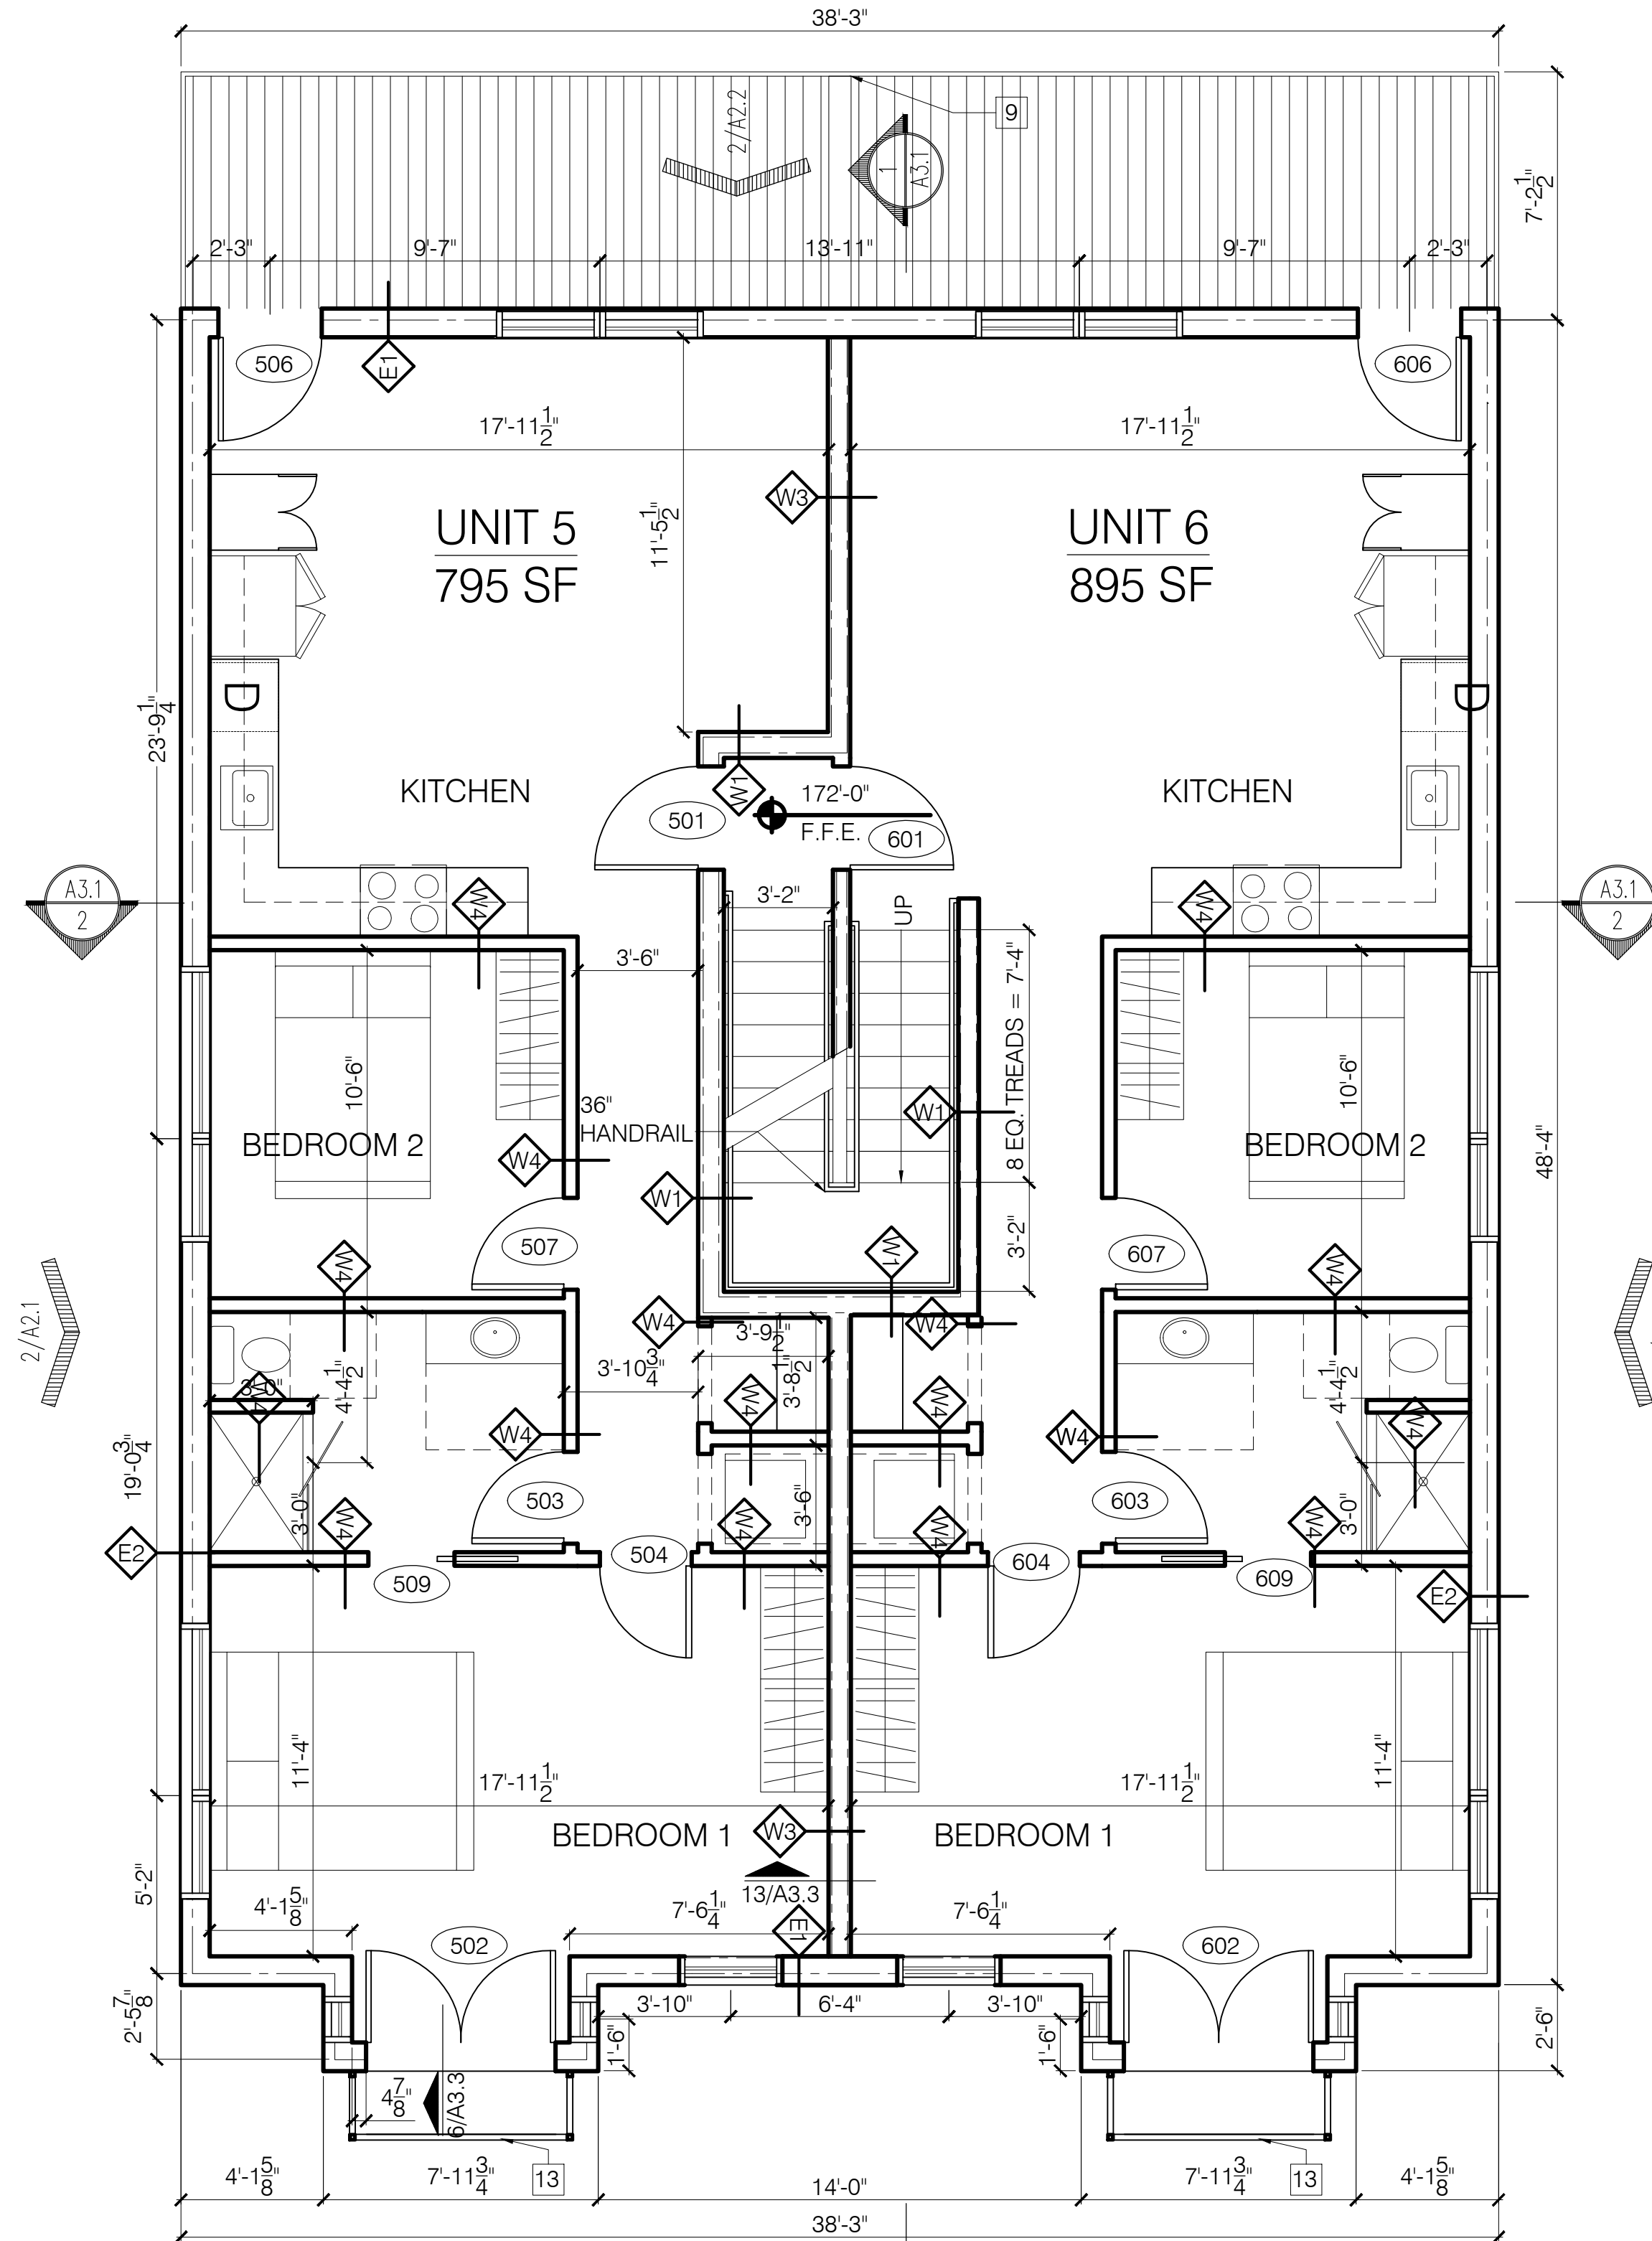 38'-3"
9
2/A2.2
1
A3.1
7'-2 1/2"
2'-3"
9'-7"
13'-11"
9'-7"
2'-3"
506
E1
606
17'-11 1/2"
17'-11 1/2"
W3
UNIT 5
795 SF
11'-5 1/2"
UNIT 6
895 SF
23'-9 1/4"
D
D
KITCHEN
W1
172'-0"
F.F.E.
KITCHEN
501
601
A3.1
2
W4
3'-2"
UP
W4
A3.1
2
3'-6"
10'-6"
36"
HANDRAIL
W1
8 EQ. TREADS = 7'-4"
10'-6"
BEDROOM 2
W4
BEDROOM 2
48'-4"
W1
507
W4
W1
3'-2"
607
W4
2/A2.1
W4
3'-9 1/2"
W4
3'-10 3/4"
3'-8 1/2"
4'-4 1/2"
4'-4 1/2"
3'-0"
W4
W4
W4
W4
W4
W4
19'-0 3/4"
503
603
3'-0"
W4
W4
3'-6"
W4
W4
3'-0"
E2
504
604
509
609
E2
11'-4"
17'-11 1/2"
17'-11 1/2"
11'-4"
BEDROOM 1
W3
BEDROOM 1
13/A3.3
5'-2"
4'-1 5/8"
7'-6 1/4"
7'-6 1/4"
502
E1
602
2'-5 7/8"
3'-10"
6'-4"
3'-10"
1'-6"
1'-6"
2'-6"
4 7/8"
6/A3.3
13
13
4'-1 5/8"
7'-11 3/4"
14'-0"
7'-11 3/4"
4'-1 5/8"
38'-3"